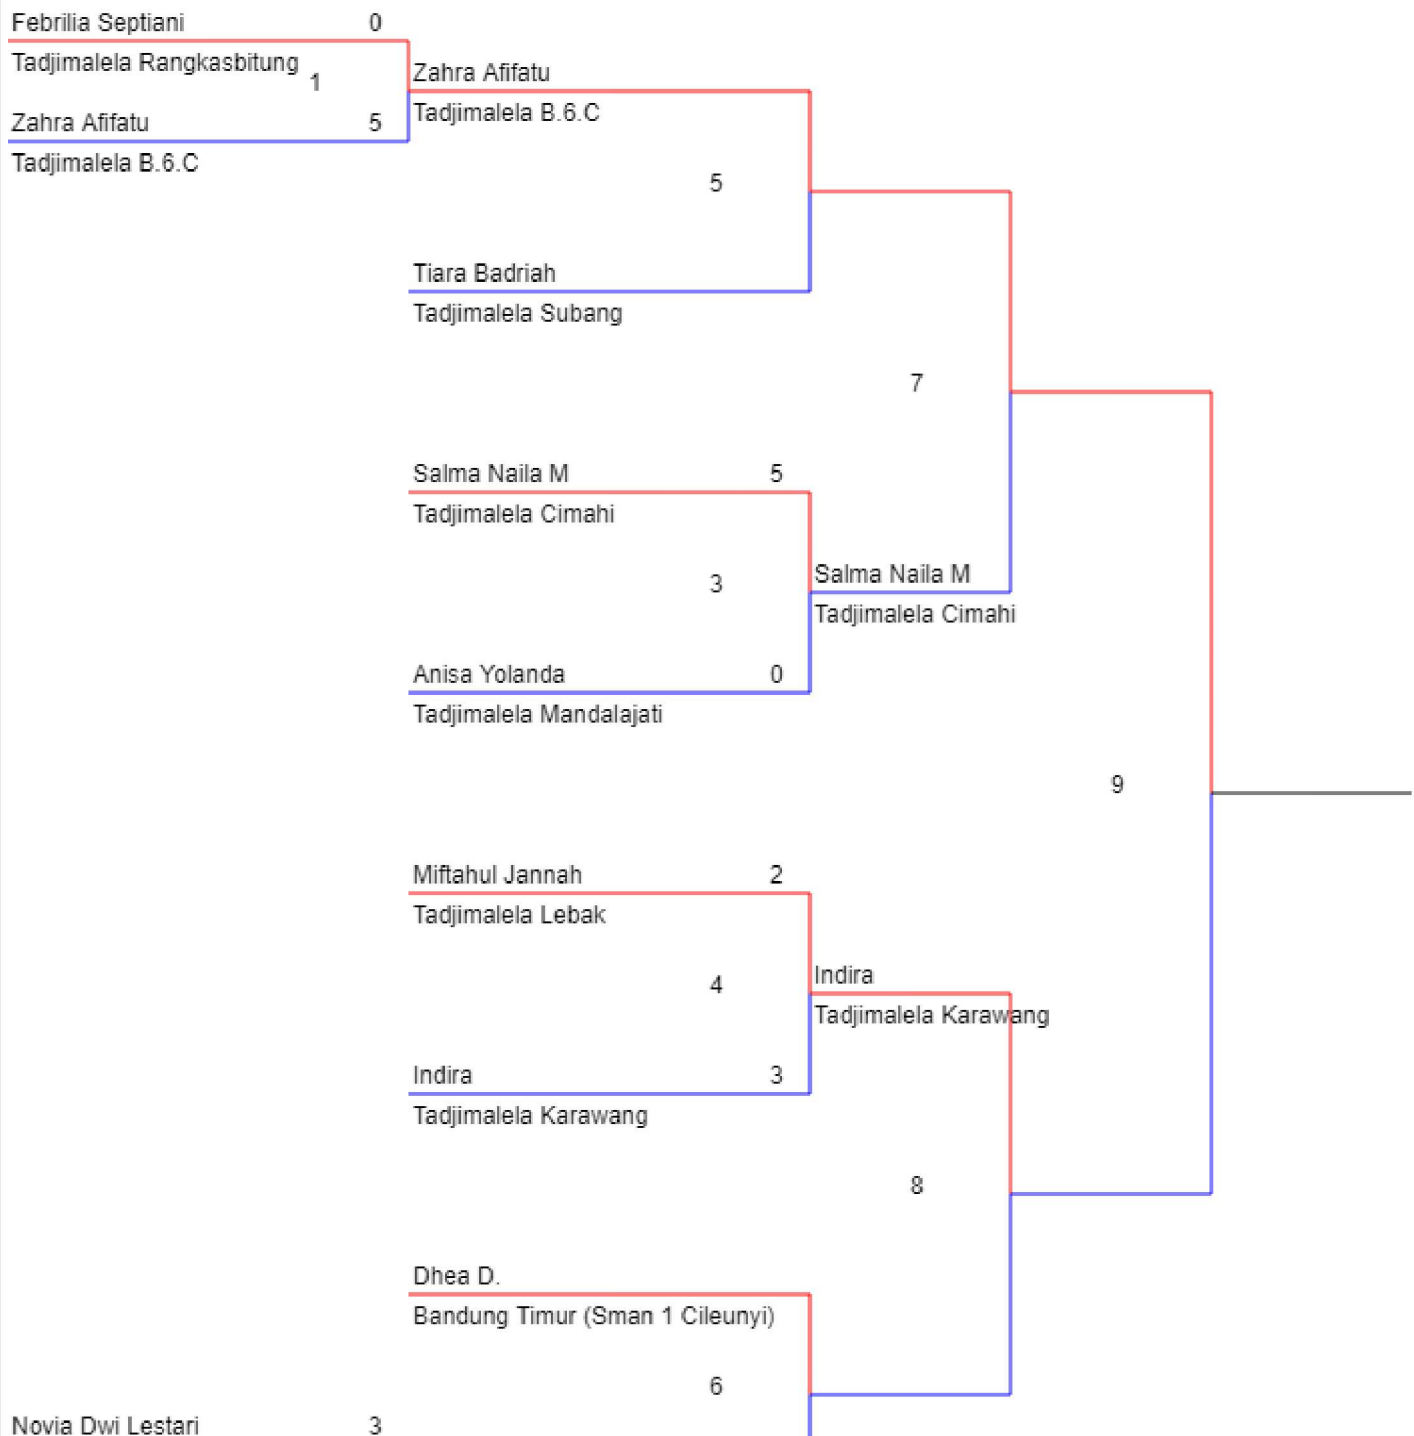 Febrilia Septiani 0
Tadjimalela Rangkasbitung
1
Zahra Afifatu 5
Tadjimalela B.6.C
Zahra Afifatu
Tadjimalela B.6.C
5
Tiara Badriah
Tadjimalela Subang
7
Salma Naila M 5
Tadjimalela Cimahi
3
Salma Naila M
Tadjimalela Cimahi
Anisa Yolanda 0
Tadjimalela Mandalajati
9
Miftahul Jannah 2
Tadjimalela Lebak
4
Indira
Tadjimalela Karawang
Indira 3
Tadjimalela Karawang
8
Dhea D.
Bandung Timur (Sman 1 Cileunyi)
6
Novia Dwi Lestari 3